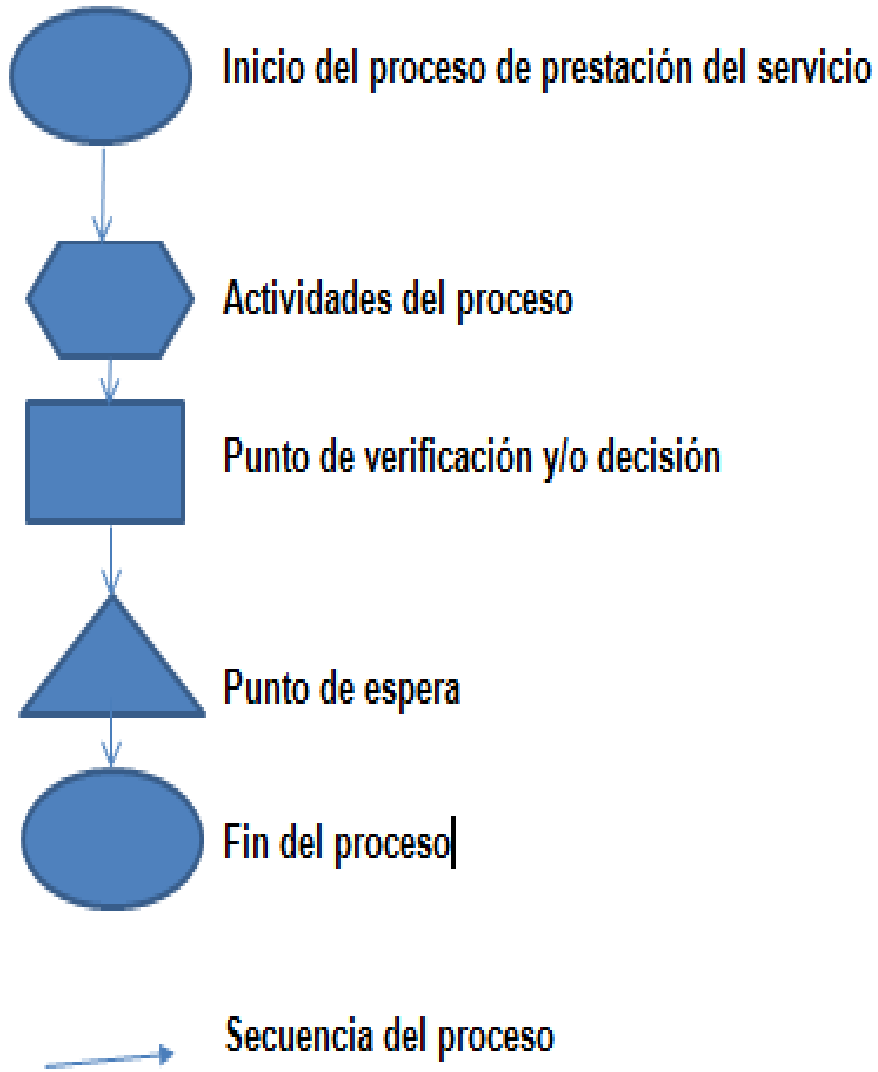 Inicio del proceso de prestación del servicio
Actividades del proceso
Punto de verificación y/o decisión
Punto de espera
Fin del proceso
Secuencia del proceso